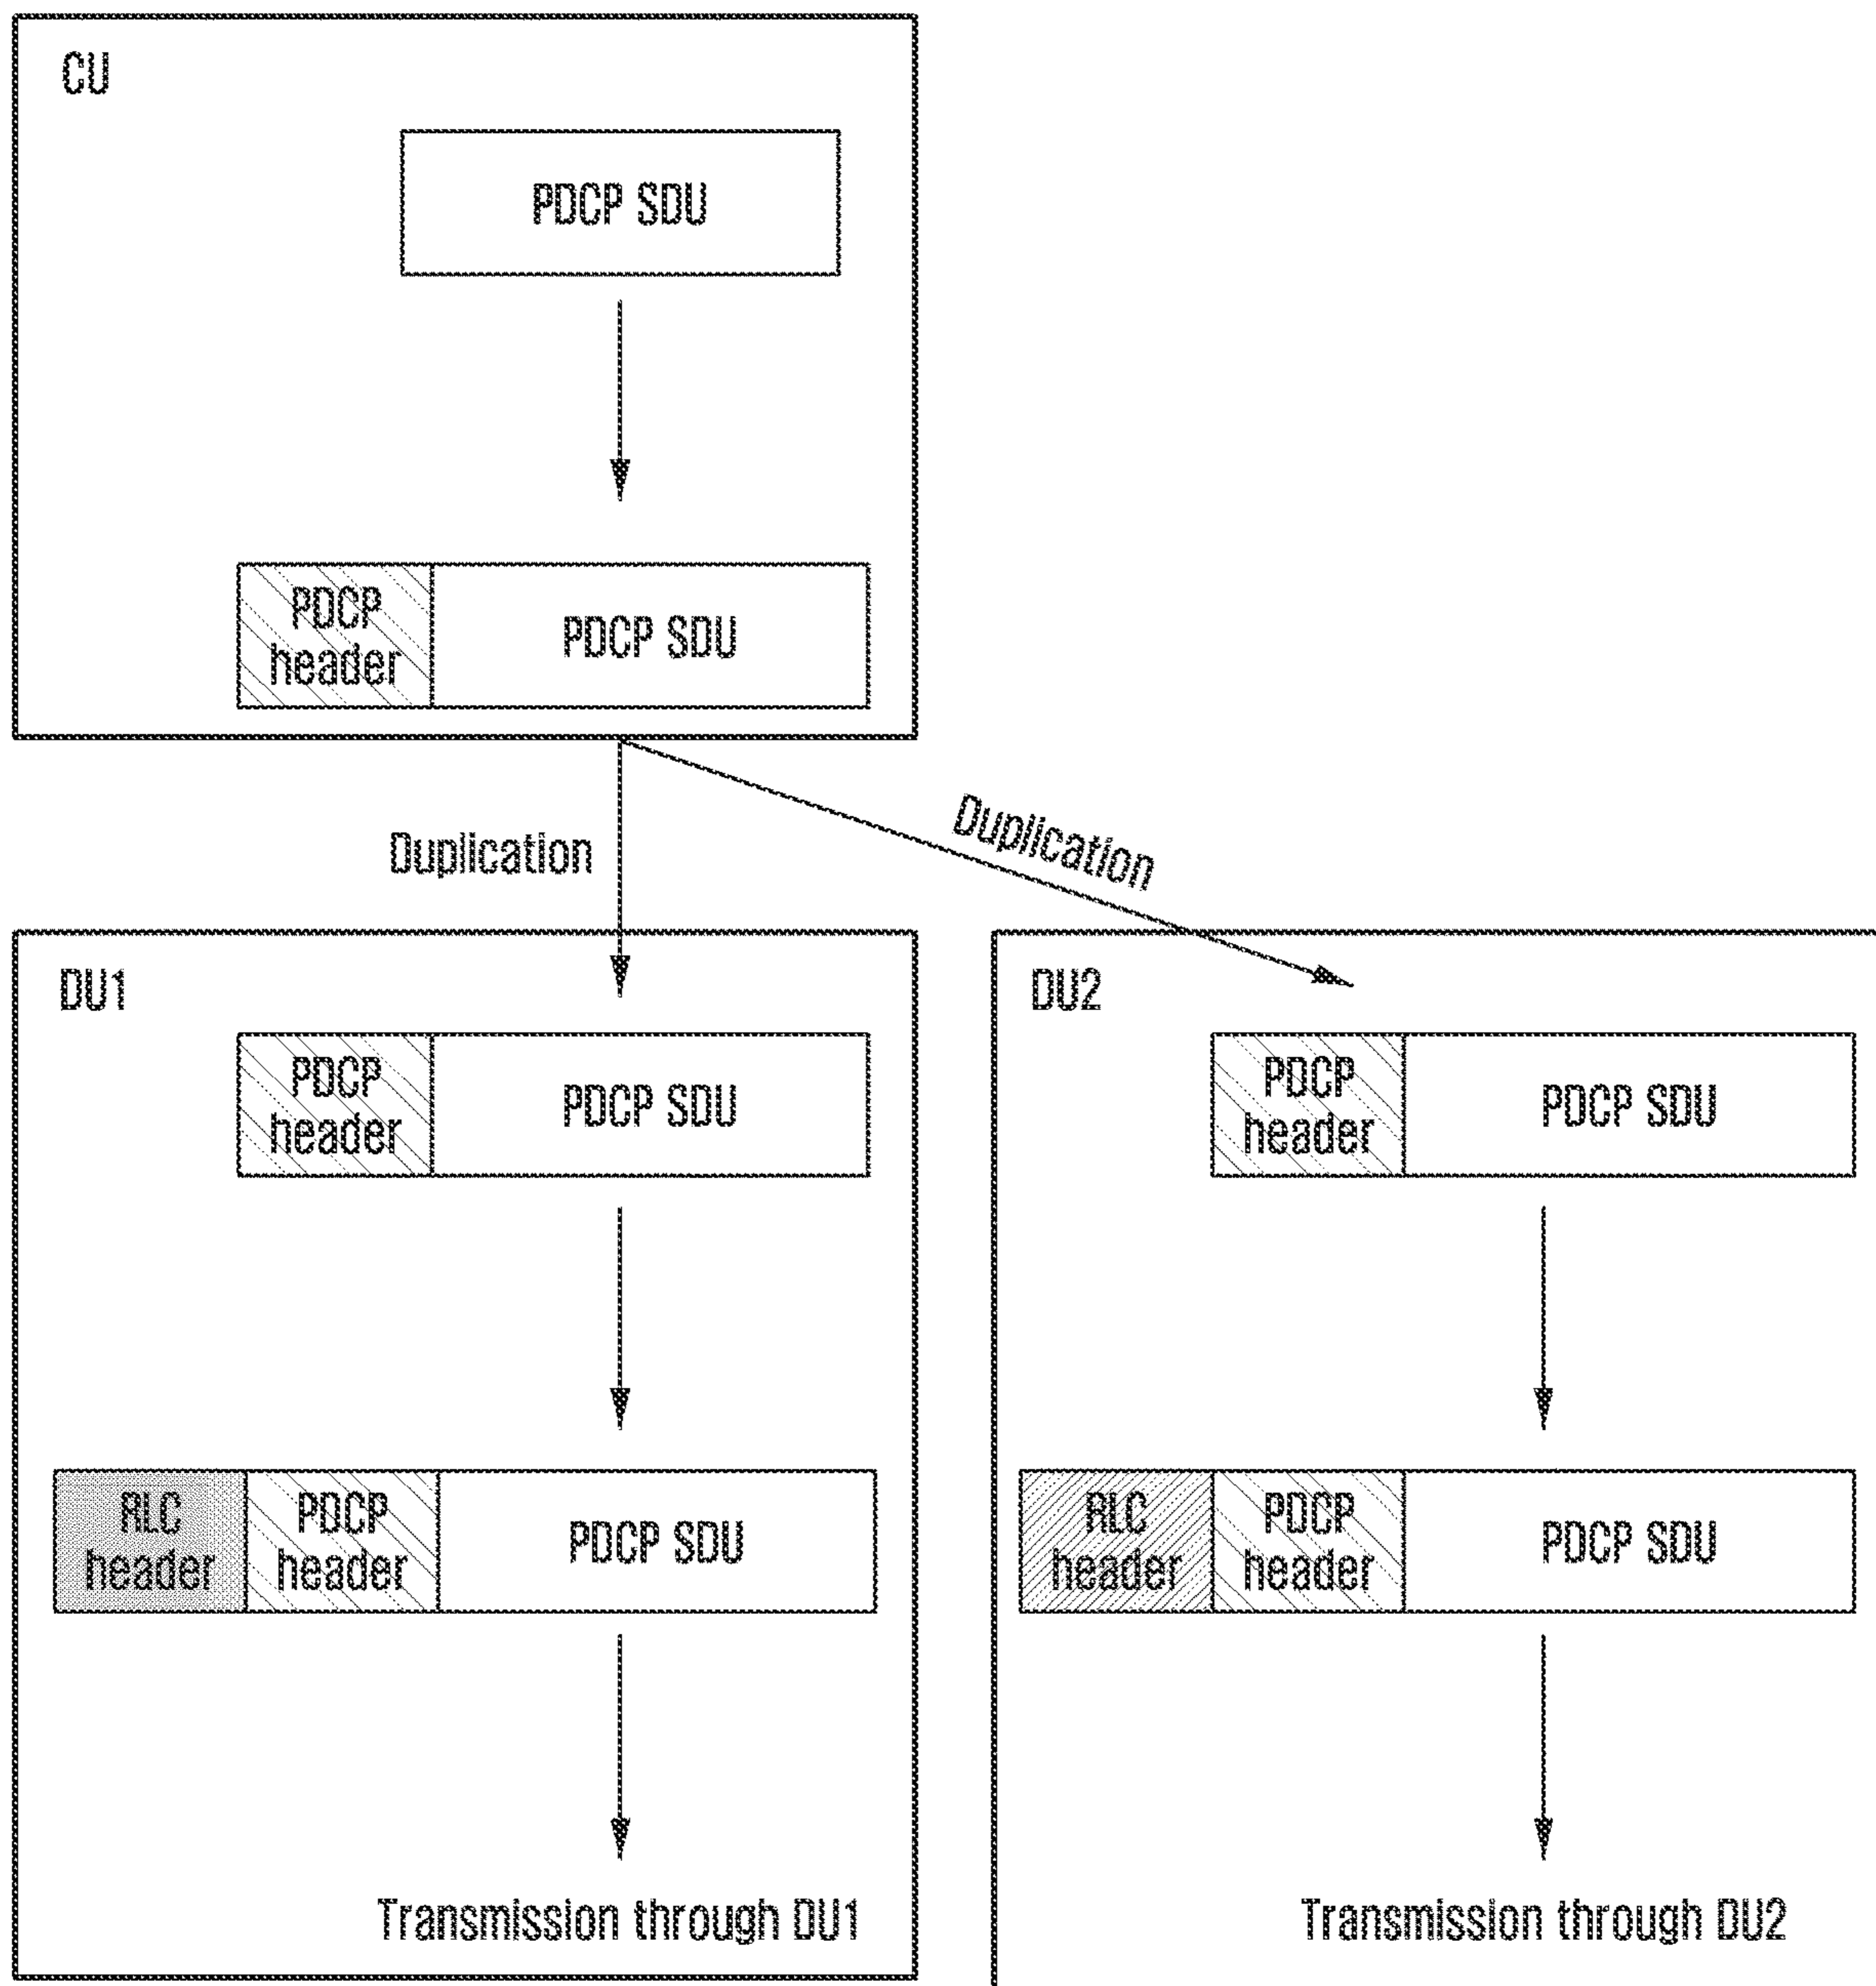 CU
PDCP SDU
PDCP
header
PDCP SDU
Duplication
Duplication
DU1
PDCP
header
PDCP SDU
RLC
header
PDCP
header
PDCP SDU
Transmission through DU1
DU2
PDCP
header
PDCP SDU
RLC
header
PDCP
header
PDCP SDU
Transmission through DU2